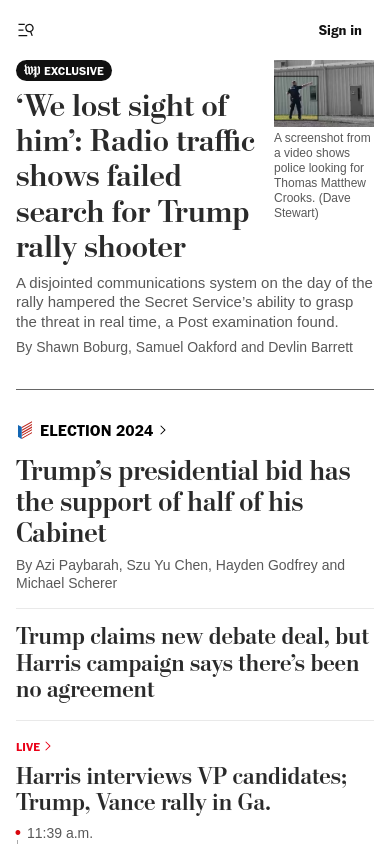 Sign in
wp EXCLUSIVE
‘We lost sight of
him’: Radio traffic
shows failed
search for Trump
rally shooter
A screenshot from
a video shows
police looking for
Thomas Matthew
Crooks. (Dave
Stewart)
A disjointed communications system on the day of the
rally hampered the Secret Service’s ability to grasp
the threat in real time, a Post examination found.
By Shawn Boburg, Samuel Oakford and Devlin Barrett
ELECTION 2024
Trump’s presidential bid has
the support of half of his
Cabinet
By Azi Paybarah, Szu Yu Chen, Hayden Godfrey and
Michael Scherer
Trump claims new debate deal, but
Harris campaign says there’s been
no agreement
LIVE
Harris interviews VP candidates;
Trump, Vance rally in Ga.
11:39 a.m.